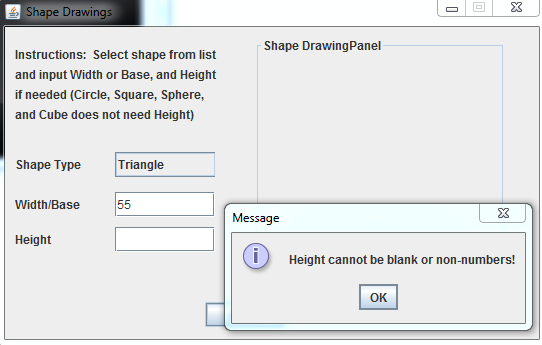 Shape Drawings
Instructions:  Select shape from list
and input Width or Base, and Height
if needed (Circle, Square, Sphere,
and Cube does not need Height)
Shape DrawingPanel
Shape Type
Triangle
Width/Base
55
Height
Message
Height cannot be blank or non-numbers!
OK